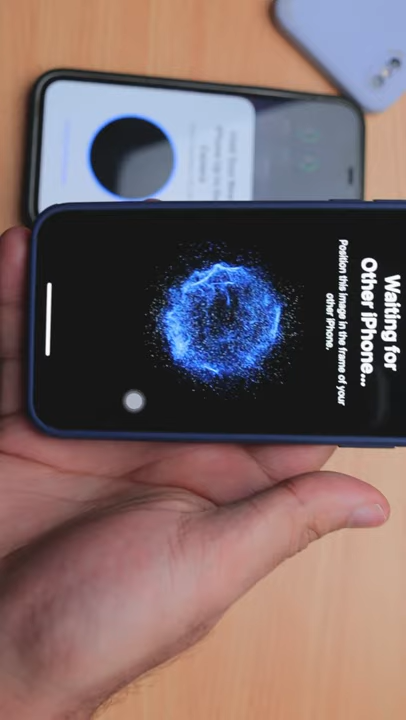 Waiting for
Other iPhone...
Position this image in the frame of your
other iPhone.